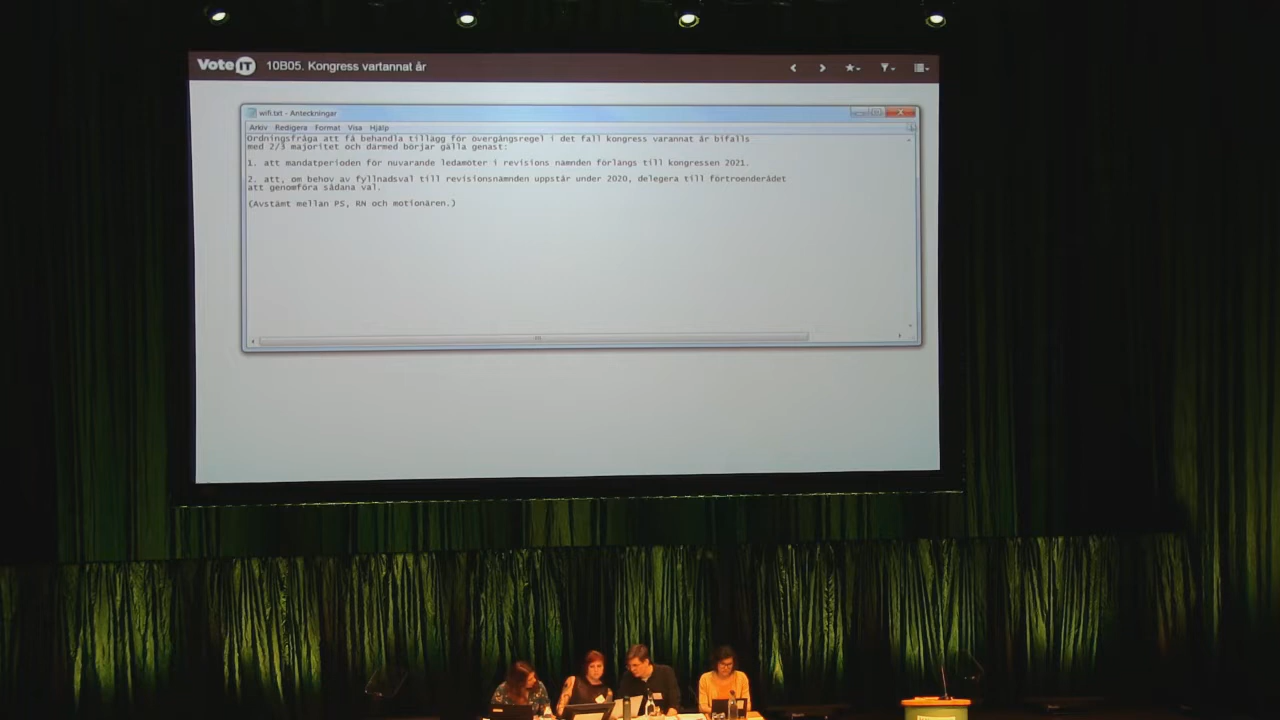 VoteIT 10B05. Kongress vartannat år
wifi.txt - Anteckningar
Arkiv Redigera Format Visa Hjälp
Ordningsfråga att få behandla tillägg för övergångsregel i det fall kongress varannat år bifalls
med 2/3 majoritet och därmed börjar gälla genast:
1. att mandatperioden för nuvarande ledamöter i revisions nämnden förlängs till kongressen 2021.
2. att, om behov av fyllnadsval till revisionsnämnden uppstår under 2020, delegera till förtroenderådet
att genomföra sådana val.
(Avstämt mellan PS, RN och motionären.)